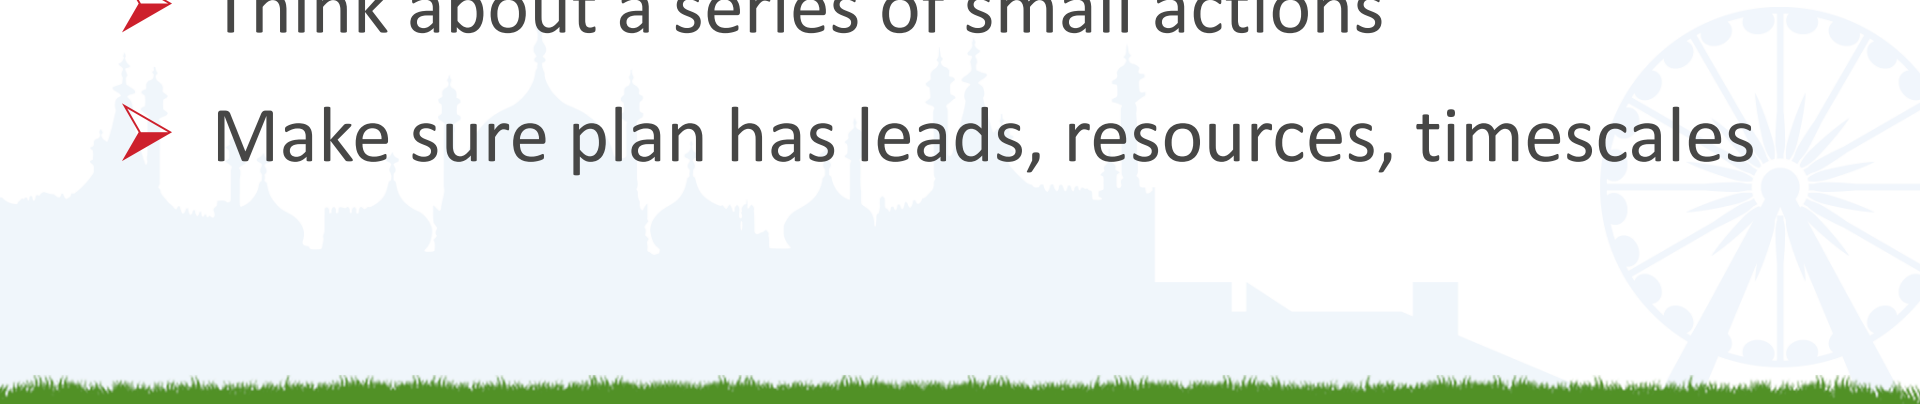 Think about a series of small actions
Make sure plan has leads, resources, timescales